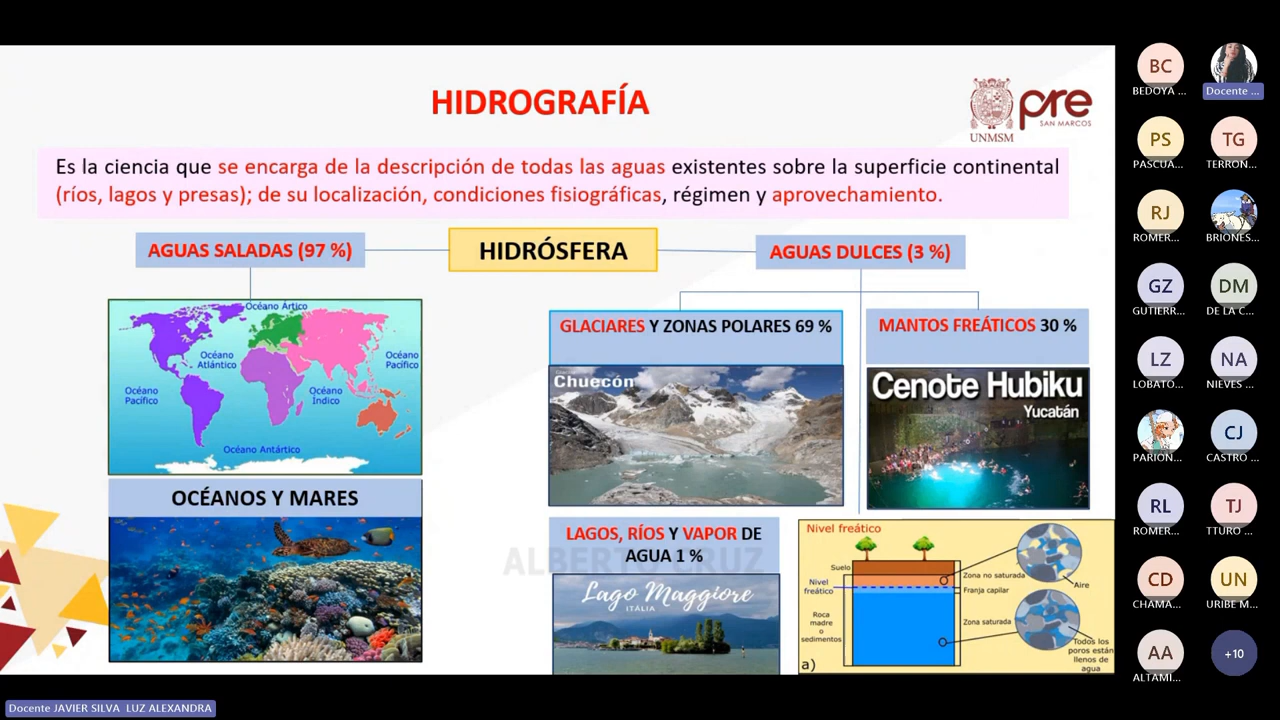 HIDROGRAFÍA
UNMSM
pre
SAN MARCOS
Es la ciencia que se encarga de la descripción de todas las aguas existentes sobre la superficie continental
(ríos, lagos y presas); de su localización, condiciones fisiográficas, régimen y aprovechamiento.
AGUAS SALADAS (97 %)
HIDRÓSFERA
AGUAS DULCES (3 %)
Océano Ártico
Océano
Atlántico
Océano
Pacífico
Océano
Pacífico
Océano
Índico
Océano Antártico
OCÉANOS Y MARES
GLACIARES Y ZONAS POLARES 69 %
Chuecón
MANTOS FREÁTICOS 30 %
Cenote Hubiku
Yucatán
LAGOS, RÍOS Y VAPOR DE
AGUA 1 %
Lago Maggiore
ITALIA
Nivel freático
Suelo
Nivel
freático
Roca
madre
o
sedimentos
Zona no saturada
Franja capilar
Zona saturada
Aire
Todos los
poros están
llenos de
agua
a)
BC
BEDOYA ...
Docente ...
PS
PASCUA...
TG
TERRON...
RJ
ROMER...
BRIONES...
GZ
GUTIERR...
DM
DE LA C...
LZ
LOBATO...
NA
NIEVES ...
PARION...
CJ
CASTRO ...
RL
ROMER...
TJ
TTURO ...
CD
CHAMA...
UN
URIBE M...
AA
ALTAMI...
+10
Docente JAVIER SILVA LUZ ALEXANDRA